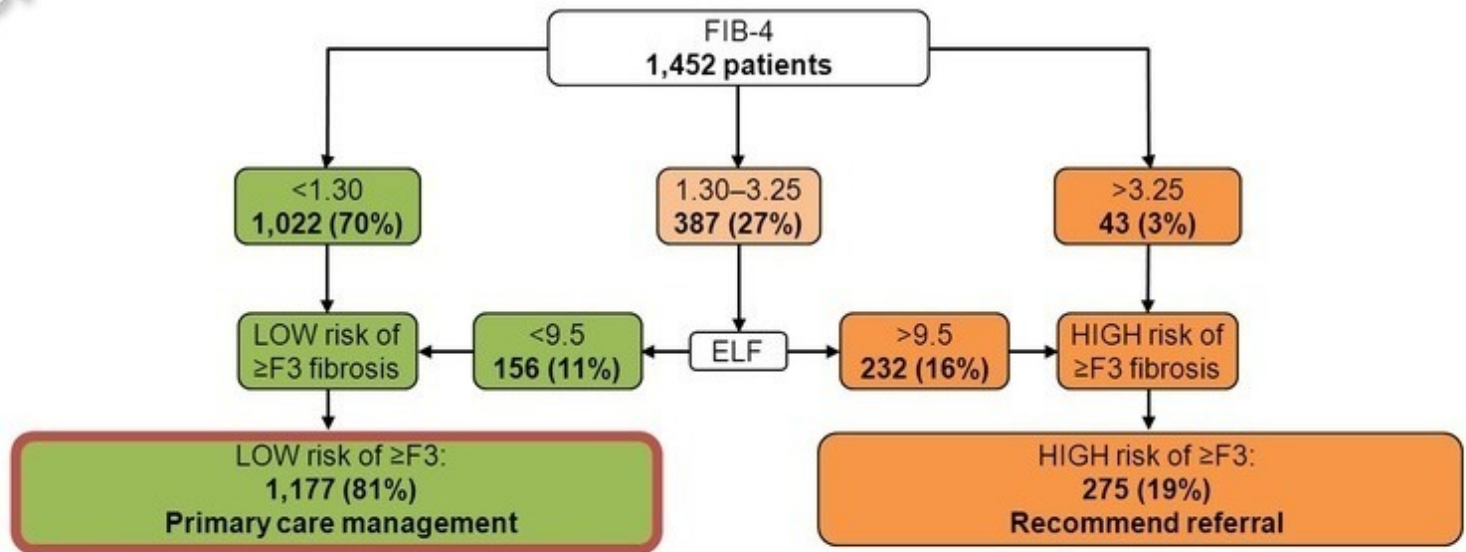 FIB-4
1,452 patients
<1.30
1,022 (70%)
1.30–3.25
387 (27%)
>3.25
43 (3%)
LOW risk of
≥F3 fibrosis
<9.5
156 (11%)
ELF
>9.5
232 (16%)
HIGH risk of
≥F3 fibrosis
LOW risk of ≥F3:
1,177 (81%)
Primary care management
HIGH risk of ≥F3:
275 (19%)
Recommend referral